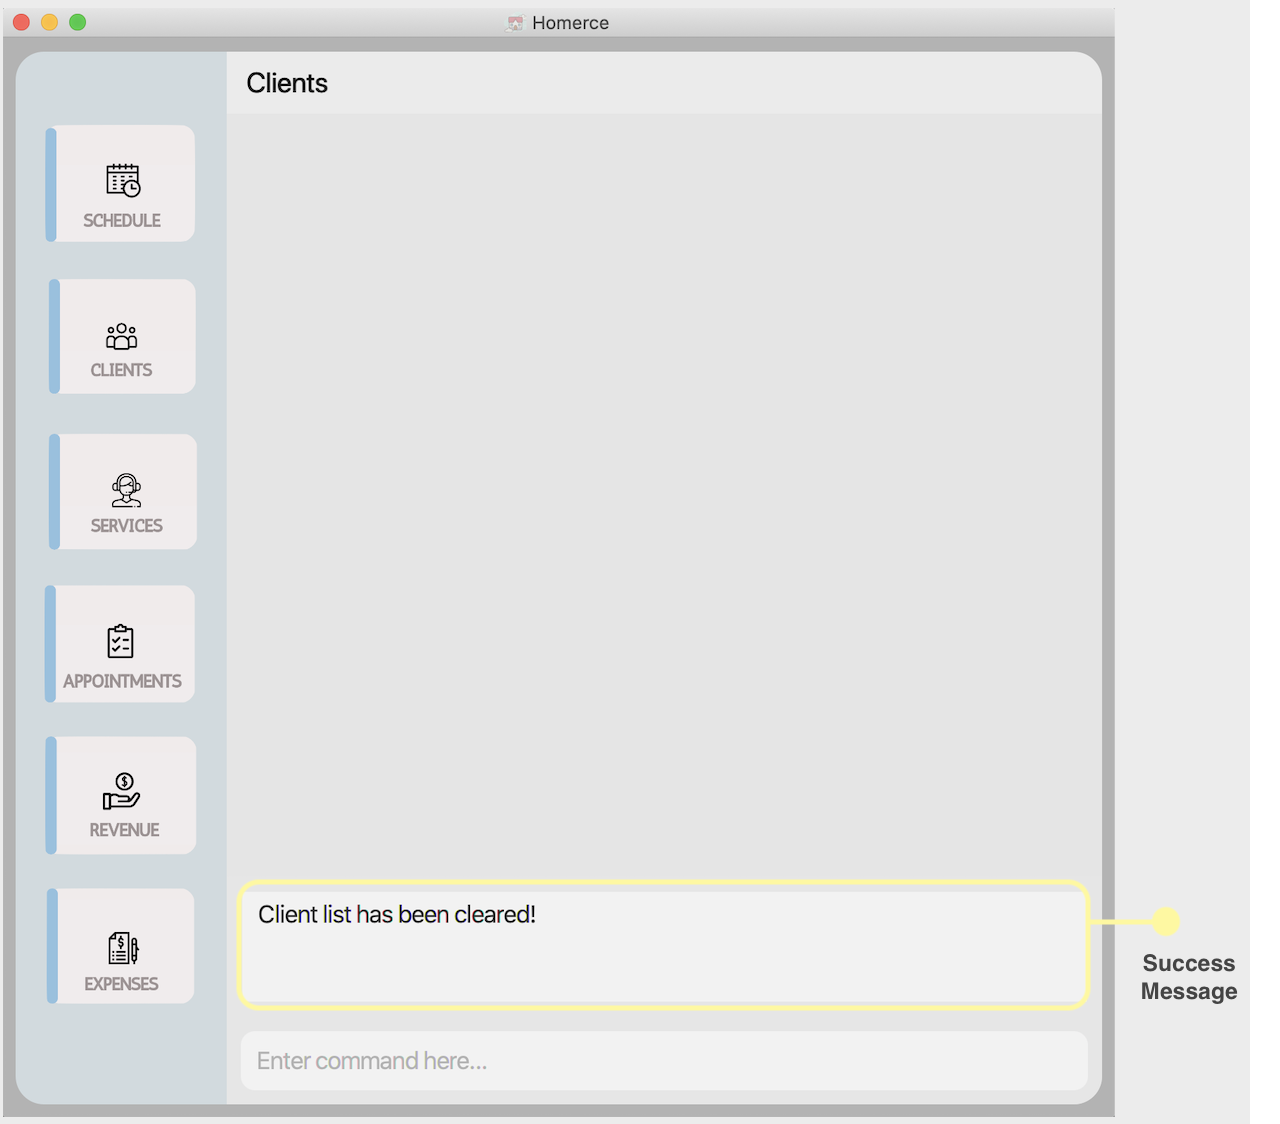 Homerce
Clients
SCHEDULE
CLIENTS
SERVICES
APPOINTMENTS
REVENUE
EXPENSES
Client list has been cleared!
Success
Message
Enter command here...